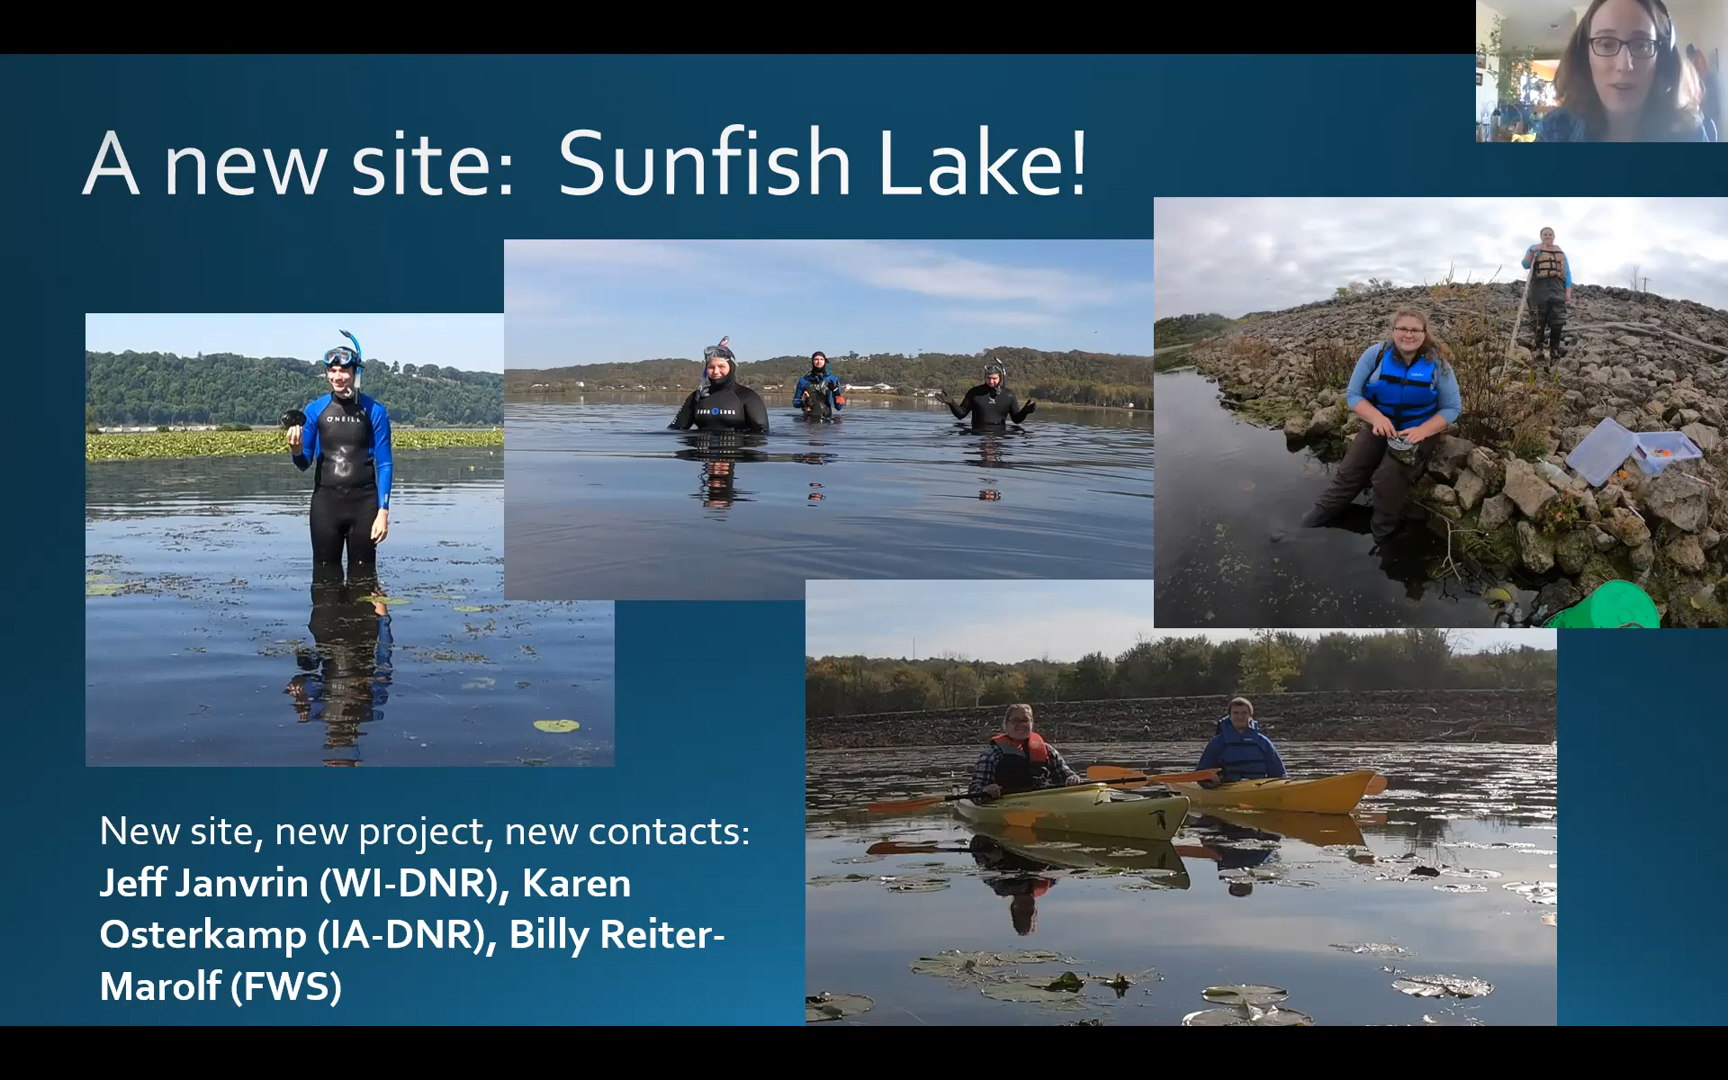 A new site:  Sunfish Lake!
O'NEILL
New site, new project, new contacts:
Jeff Janvrin (WI-DNR), Karen
Osterkamp (IA-DNR), Billy Reiter-
Marolf (FWS)